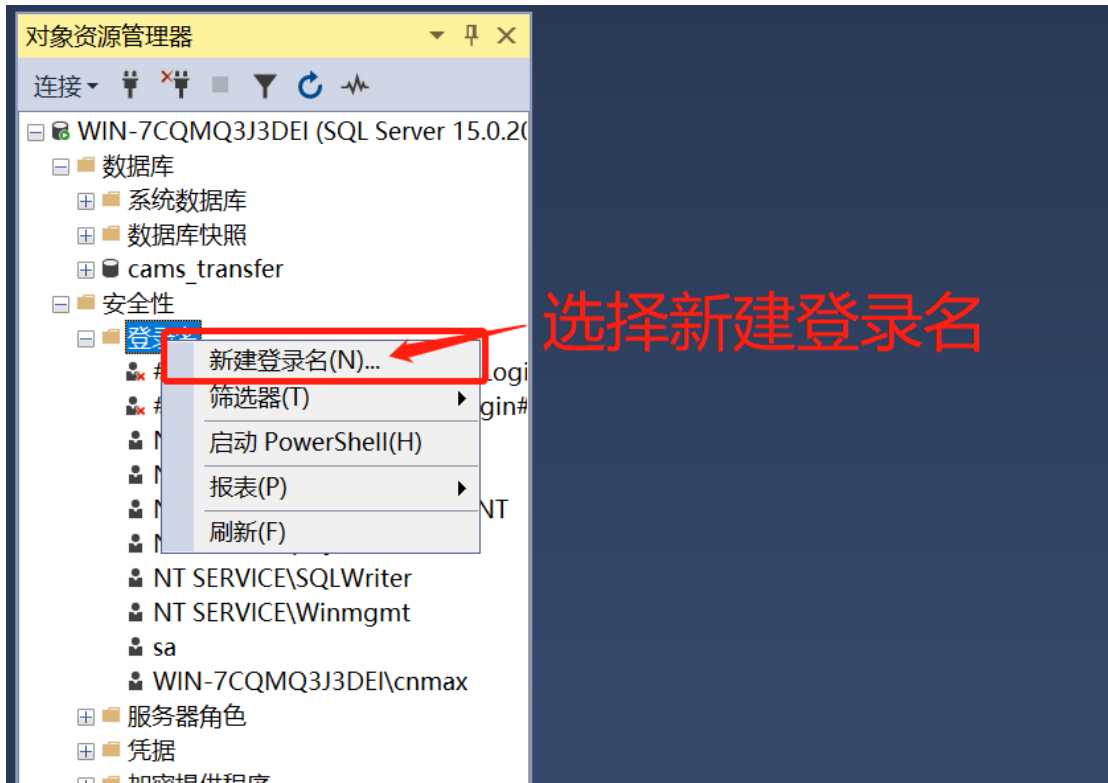 对象资源管理器
连接
WIN-7CQMQ3J3DEI (SQL Server 15.0.20
数据库
系统数据库
数据库快照
cams_transfer
安全性
选择新建登录名
新建登录名(N)...
筛选器(T)
启动 PowerShell(H)
报表(P)
刷新(F)
NT SERVICE\SQLWriter
NT SERVICE\Winmgmt
sa
WIN-7CQMQ3J3DEI\cnmax
服务器角色
凭据